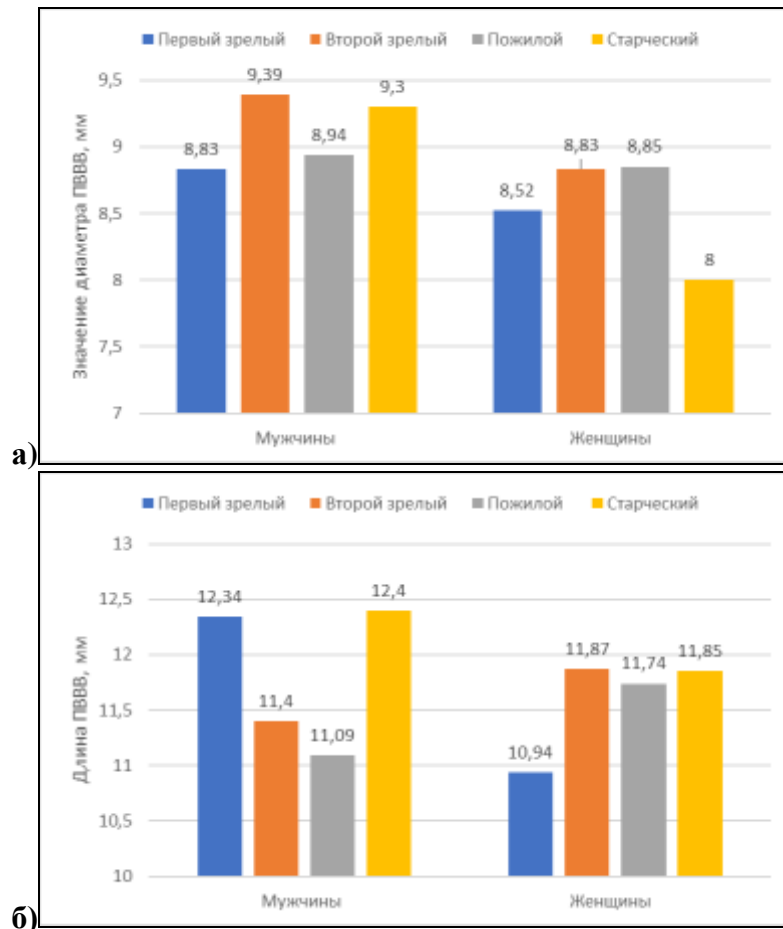 Первый зрелый Второй зрелый Пожилой Старческий
Значение диаметра ПВВВ, мм
9,5
9
8,5
8
7,5
7
8,83 9,39 8,94 9,3
8,52 8,83 8,85 8
Мужчины Женщины
а)
Первый зрелый Второй зрелый Пожилой Старческий
Длина ПВВВ, мм
13
12,5
12
11,5
11
10,5
10
12,34 11,4 11,09 12,4
10,94 11,87 11,74 11,85
Мужчины Женщины
б)